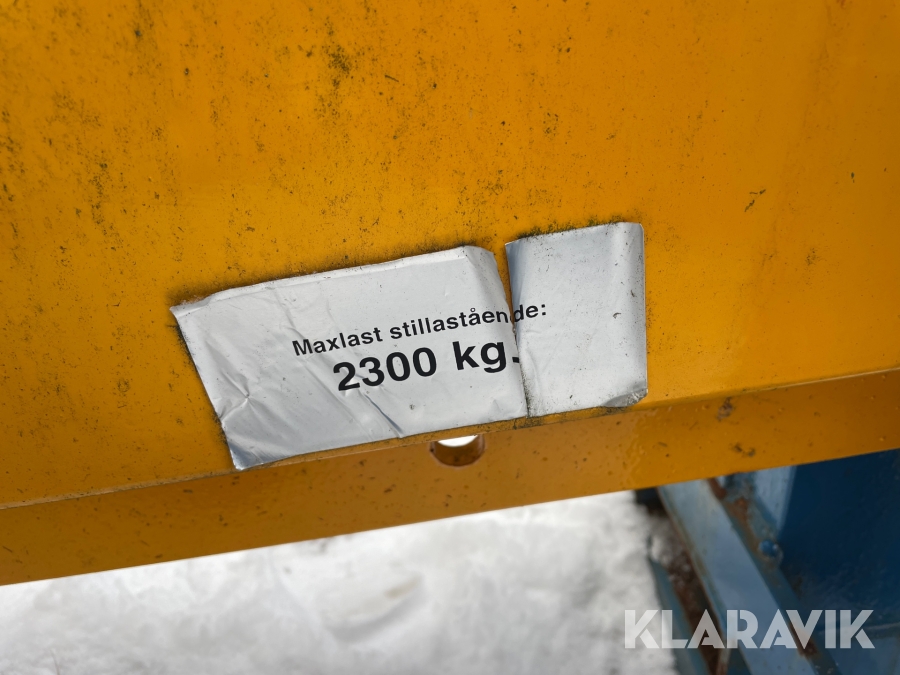 Maxlast stillastående:
2300 kg.
KLARAVIK